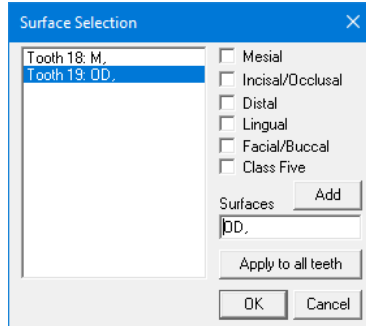 Surface Selection
Tooth 18: M,
Tooth 19: OD,
Mesial
Incisal/Occlusal
Distal
Lingual
Facial/Buccal
Class Five
Surfaces
Add
OD,
Apply to all teeth
OK
Cancel